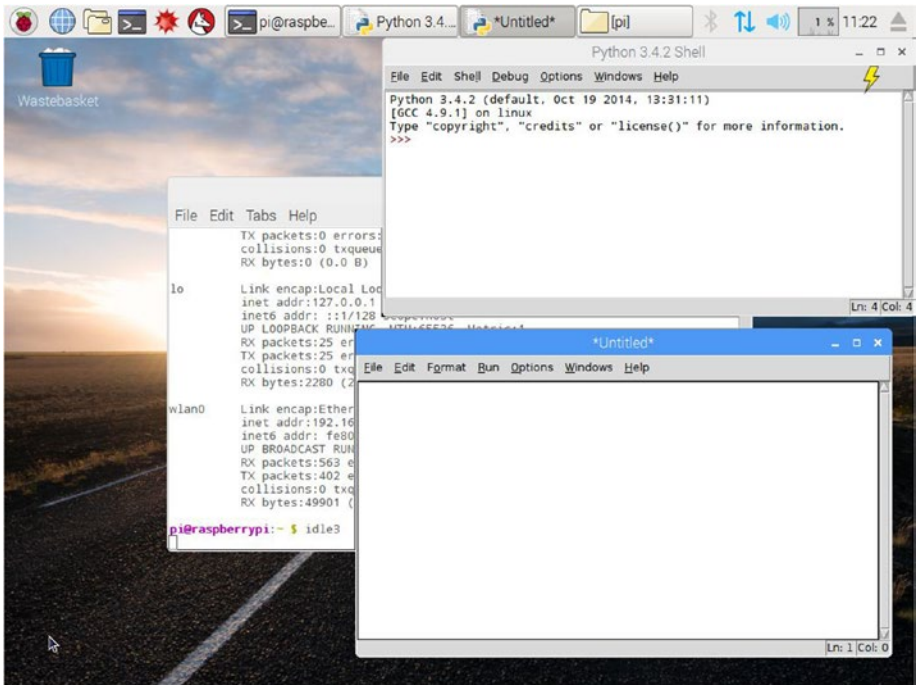 pi@raspbe...
Python 3.4....
*Untitled*
[pi]
1 %
11:22
Wastebasket
Python 3.4.2 Shell
File Edit Shell Debug Options Windows Help
Python 3.4.2 (default, Oct 19 2014, 13:31:11)
[GCC 4.9.1] on linux
Type "copyright", "credits" or "license()" for more information.
>>>
Ln: 4 Col: 4
File Edit Tabs Help
TX packets:0 errors:
collisions:0 txqueue
RX bytes:0 (0.0 B)
lo Link encap:Local Loc
inet addr:127.0.0.1
inet6 addr: ::1/128
UP LOOPBACK RUNNING MTU:65536 Metric:1
RX packets:25 er
TX packets:25 er
collisions:0 txq
RX bytes:2280 (2
wlan0 Link encap:Ether
inet addr:192.16
inet6 addr: fe80
UP BROADCAST RUN
RX packets:563 e
TX packets:402 e
collisions:0 txq
RX bytes:49901 (
pi@raspberrypi:~ $ idle3
*Untitled*
File Edit Format Run Options Windows Help
Ln: 1 Col: 0